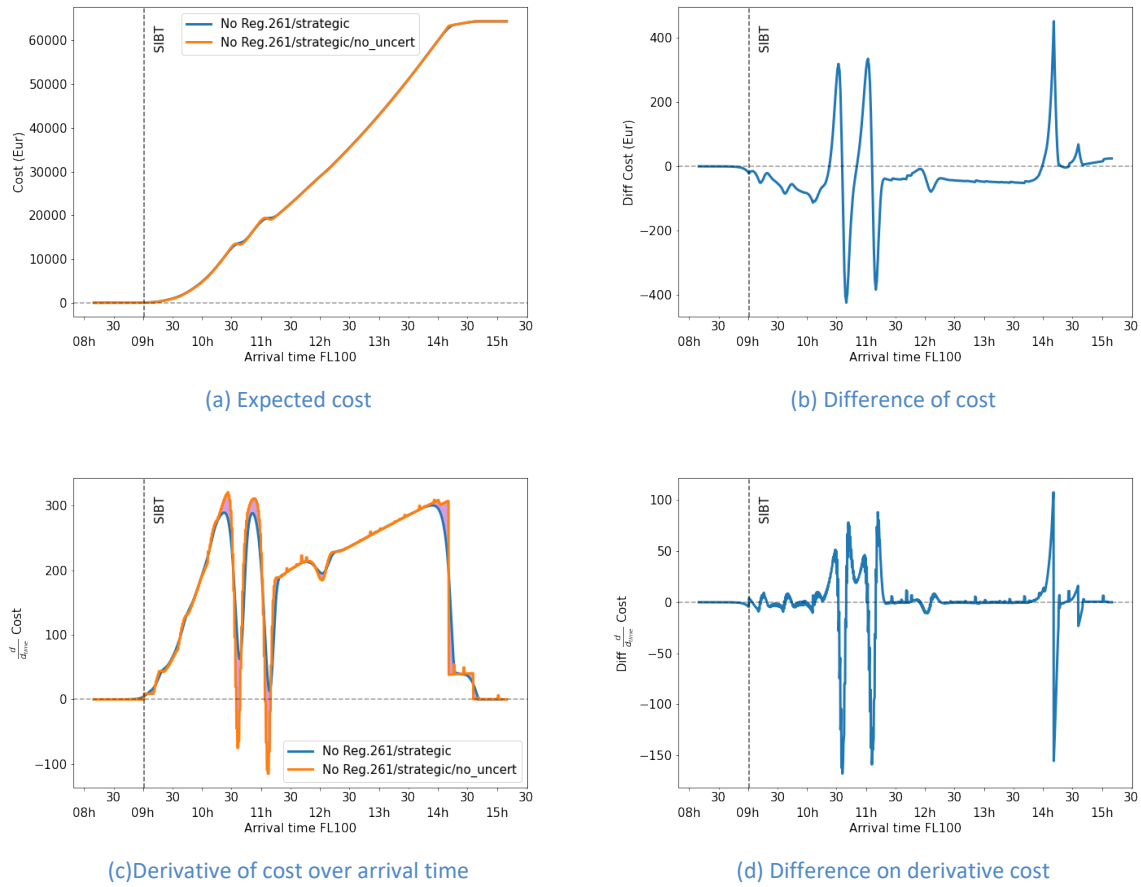 No Reg.261/strategic
No Reg.261/strategic/no_uncert
SIBT
Cost (Eur)
60000
50000
40000
30000
20000
10000
0
30 30 30 30 30 30 30 30
08h 09h 10h 11h 12h 13h 14h 15h
Arrival time FL100
(a) Expected cost
SIBT
Diff Cost (Eur)
400
200
0
−200
−400
30 30 30 30 30 30 30 30
08h 09h 10h 11h 12h 13h 14h 15h
Arrival time FL100
(b) Difference of cost
SIBT
d/d_time Cost
300
200
100
0
−100
No Reg.261/strategic
No Reg.261/strategic/no_uncert
30 30 30 30 30 30 30 30
08h 09h 10h 11h 12h 13h 14h 15h
Arrival time FL100
(c)Derivative of cost over arrival time
SIBT
Diff d/d_time Cost
100
50
0
−50
−100
−150
30 30 30 30 30 30 30 30
08h 09h 10h 11h 12h 13h 14h 15h
Arrival time FL100
(d) Difference on derivative cost